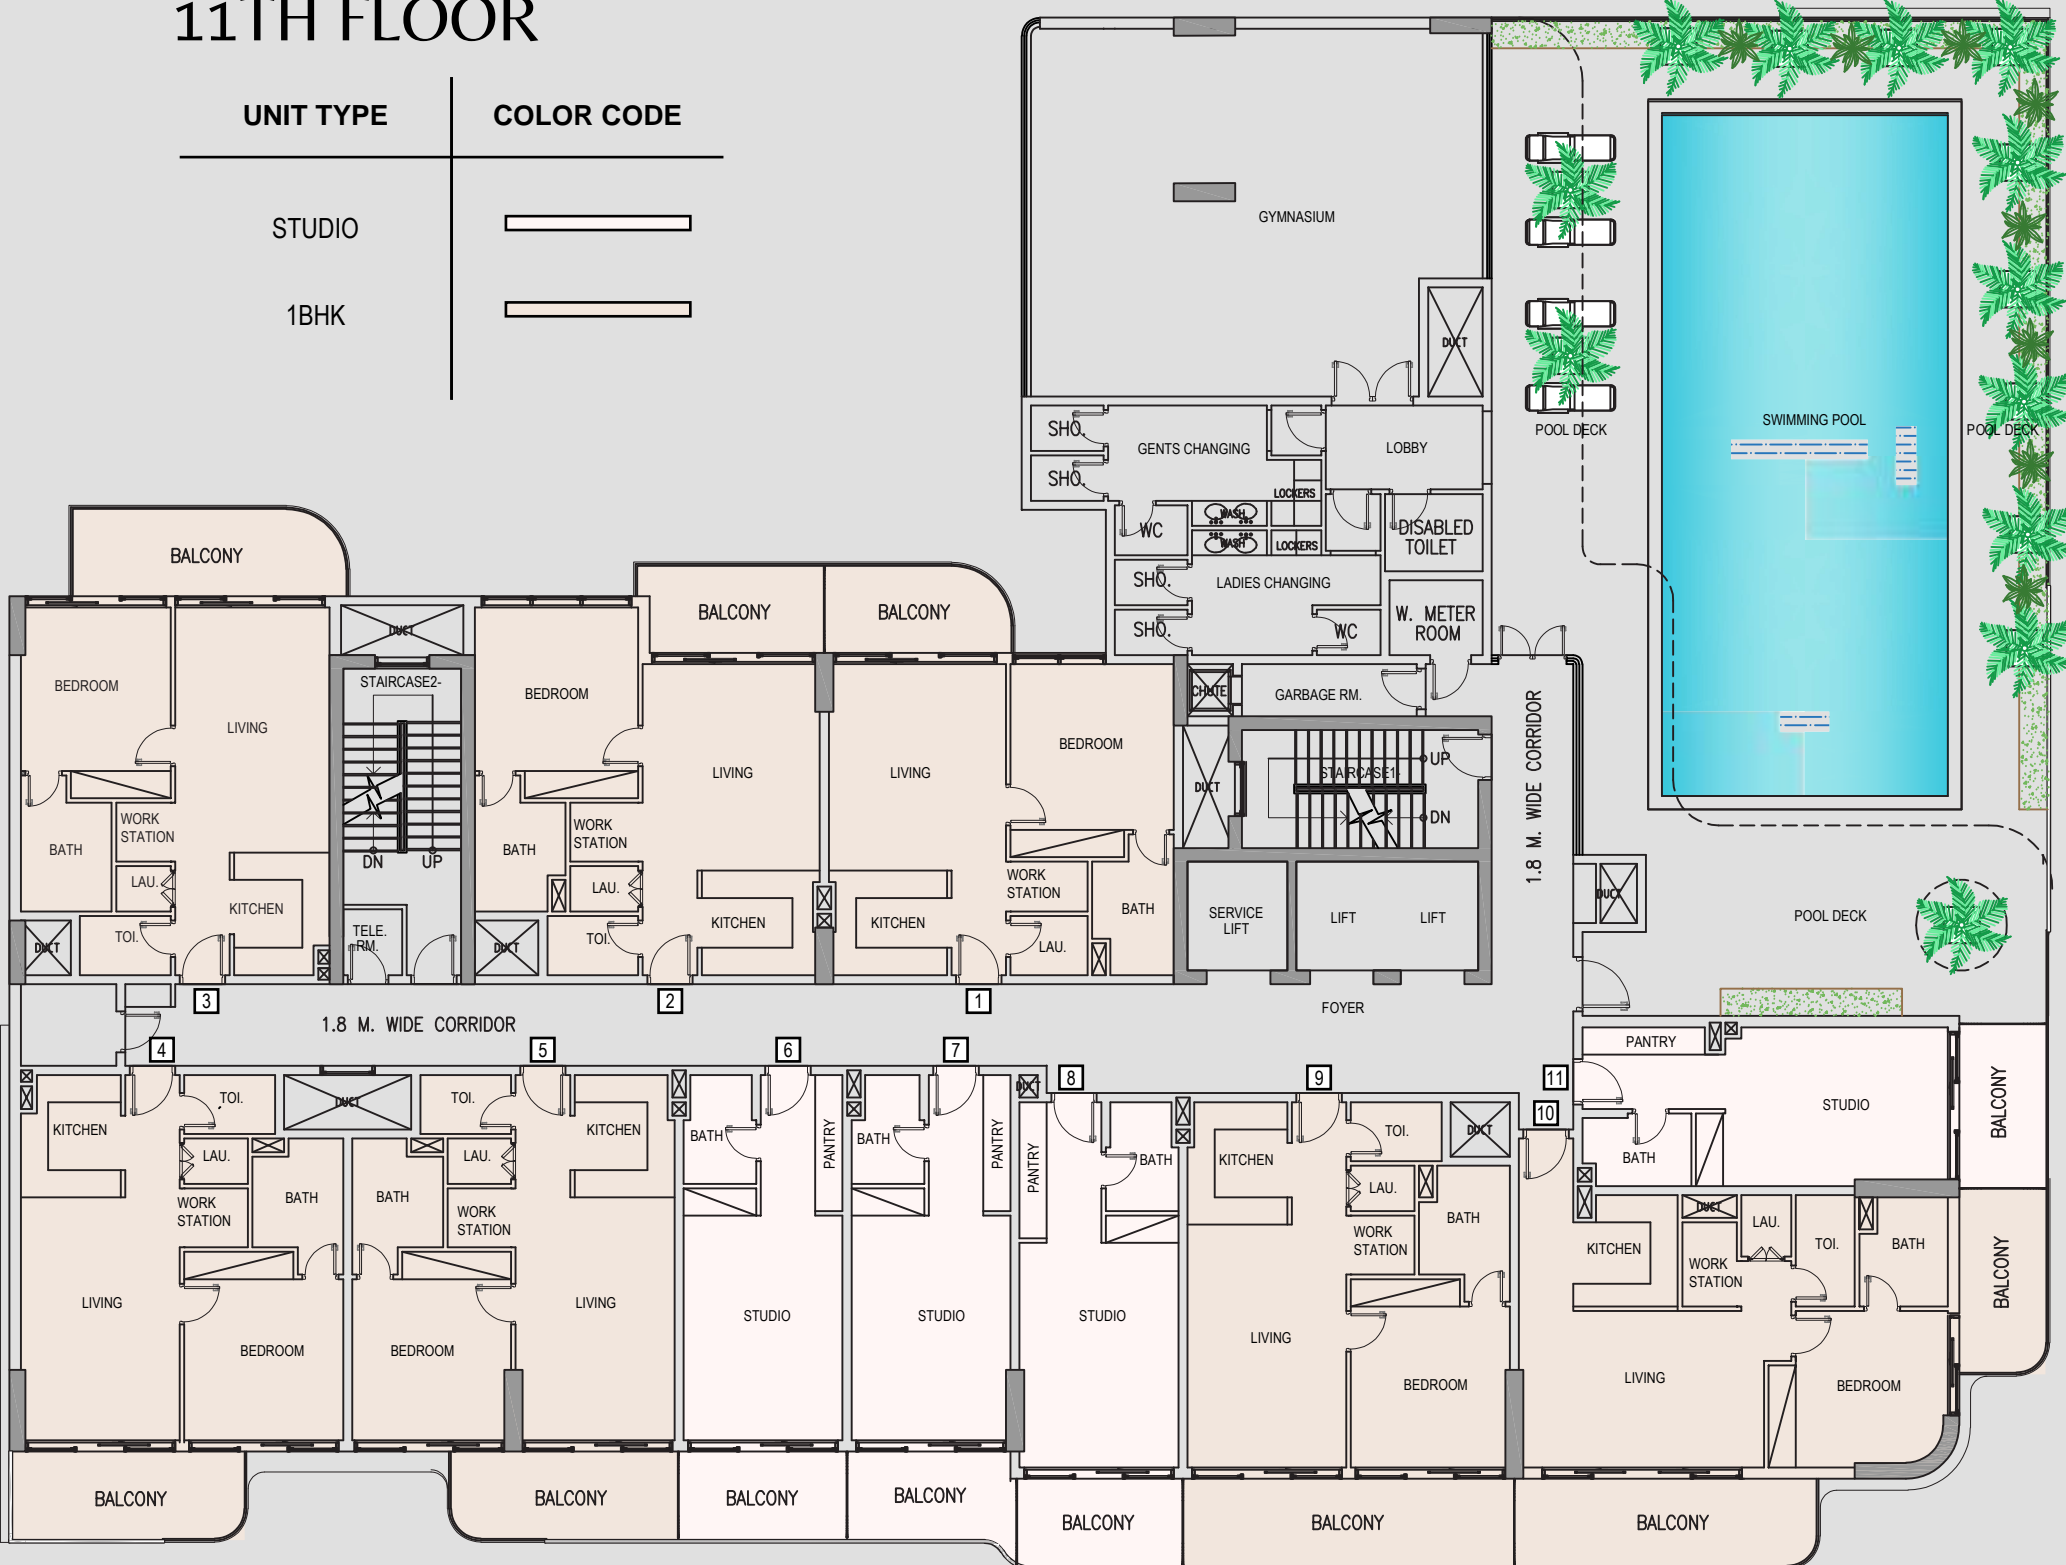 11TH FLOOR
UNIT TYPE
COLOR CODE
STUDIO
1BHK
GYMNASIUM
DUCT
SHO.
GENTS CHANGING
LOBBY
SHO.
LOCKERS
WC
WASH
DISABLED
TOILET
WASH
LOCKERS
SHO.
LADIES CHANGING
SHO.
WC
W. METER
ROOM
CHUTE
GARBAGE RM.
POOL DECK
SWIMMING POOL
POOL DECK
POOL DECK
1.8 M. WIDE CORRIDOR
DUCT
DUCT
STAIRCASE1-
UP
DN
SERVICE
LIFT
LIFT
LIFT
FOYER
BALCONY
BEDROOM
LIVING
BATH
WORK
STATION
LAU.
KITCHEN
TOI.
DUCT
3
DUCT
STAIRCASE2-
DN
UP
TELE.
RM.
BALCONY
BEDROOM
LIVING
BATH
WORK
STATION
LAU.
KITCHEN
TOI.
DUCT
2
BALCONY
LIVING
BEDROOM
WORK
STATION
BATH
KITCHEN
LAU.
1
1.8 M. WIDE CORRIDOR
4
KITCHEN
TOI.
LAU.
WORK
STATION
BATH
LIVING
BEDROOM
BALCONY
DUCT
5
TOI.
KITCHEN
LAU.
BATH
WORK
STATION
LIVING
BEDROOM
BALCONY
6
BATH
PANTRY
STUDIO
BALCONY
7
BATH
PANTRY
STUDIO
BALCONY
DUCT
8
PANTRY
BATH
STUDIO
BALCONY
9
KITCHEN
TOI.
DUCT
LAU.
WORK
STATION
BATH
LIVING
BEDROOM
BALCONY
10
KITCHEN
DUCT
LAU.
WORK
STATION
TOI.
BATH
LIVING
BEDROOM
BALCONY
BALCONY
11
PANTRY
STUDIO
BATH
BALCONY